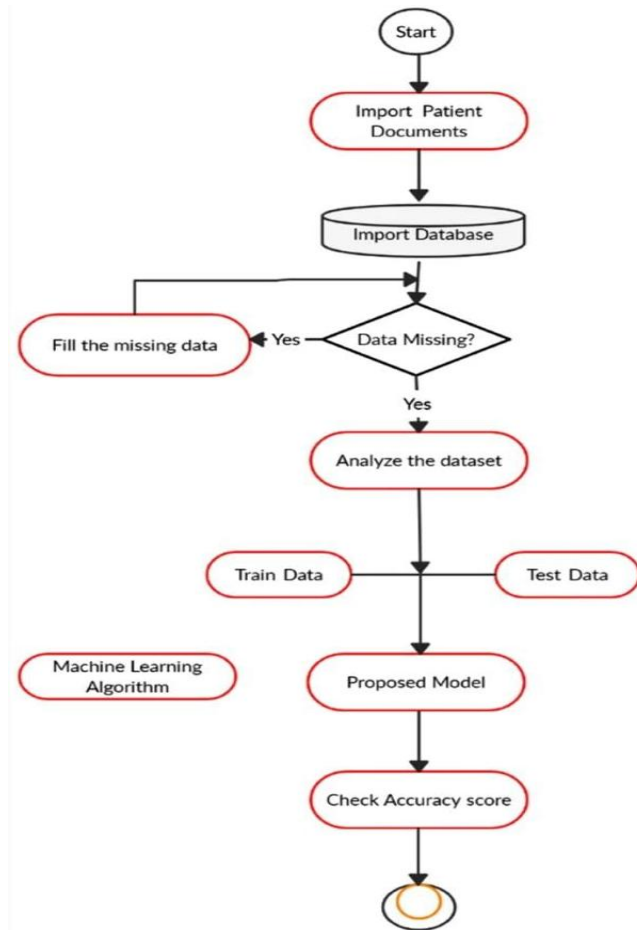 Start
Import Patient
Documents
Import Database
Fill the missing data
Yes
Data Missing?
Yes
Analyze the dataset
Train Data
Test Data
Machine Learning
Algorithm
Proposed Model
Check Accuracy score